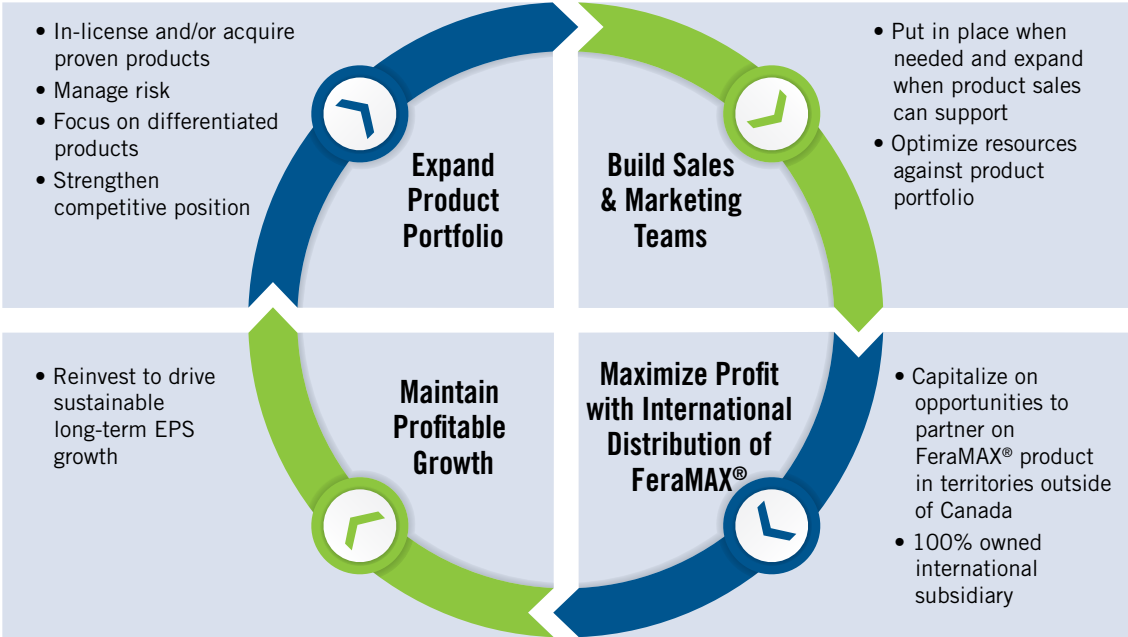 • In-license and/or acquire
proven products
• Manage risk
• Focus on differentiated
products
• Strengthen
competitive position
Expand
Product
Portfolio
Build Sales
& Marketing
Teams
• Put in place when
needed and expand
when product sales
can support
• Optimize resources
against product
portfolio
• Reinvest to drive
sustainable
long-term EPS
growth
Maintain
Profitable
Growth
Maximize Profit
with International
Distribution of
FeraMAX®
• Capitalize on
opportunities to
partner on
FeraMAX® product
in territories outside
of Canada
• 100% owned
international
subsidiary